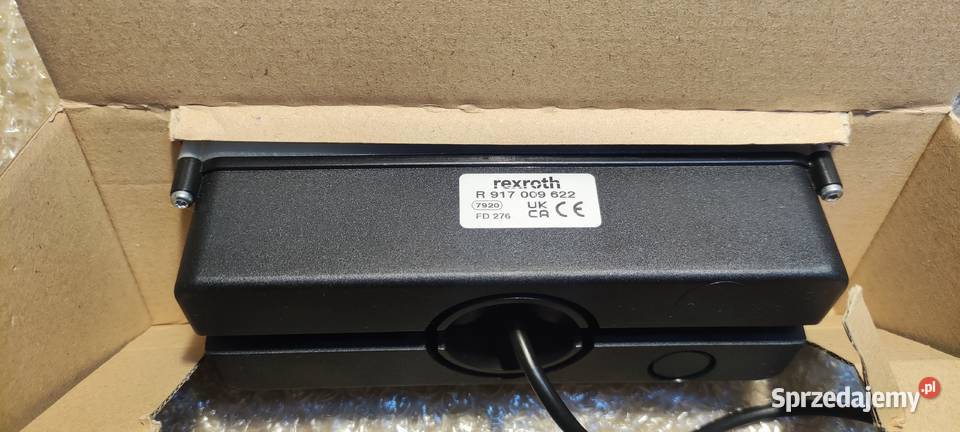 rexroth
R 917 009 622
7920
FD 276
UK
CA CE
Sprzedajemy.pl